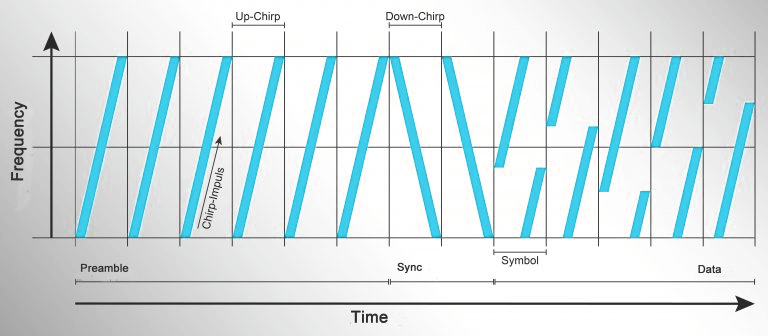 Up-Chirp
Down-Chirp
Frequency
Chirp-Impuls
Symbol
Preamble
Sync
Data
Time